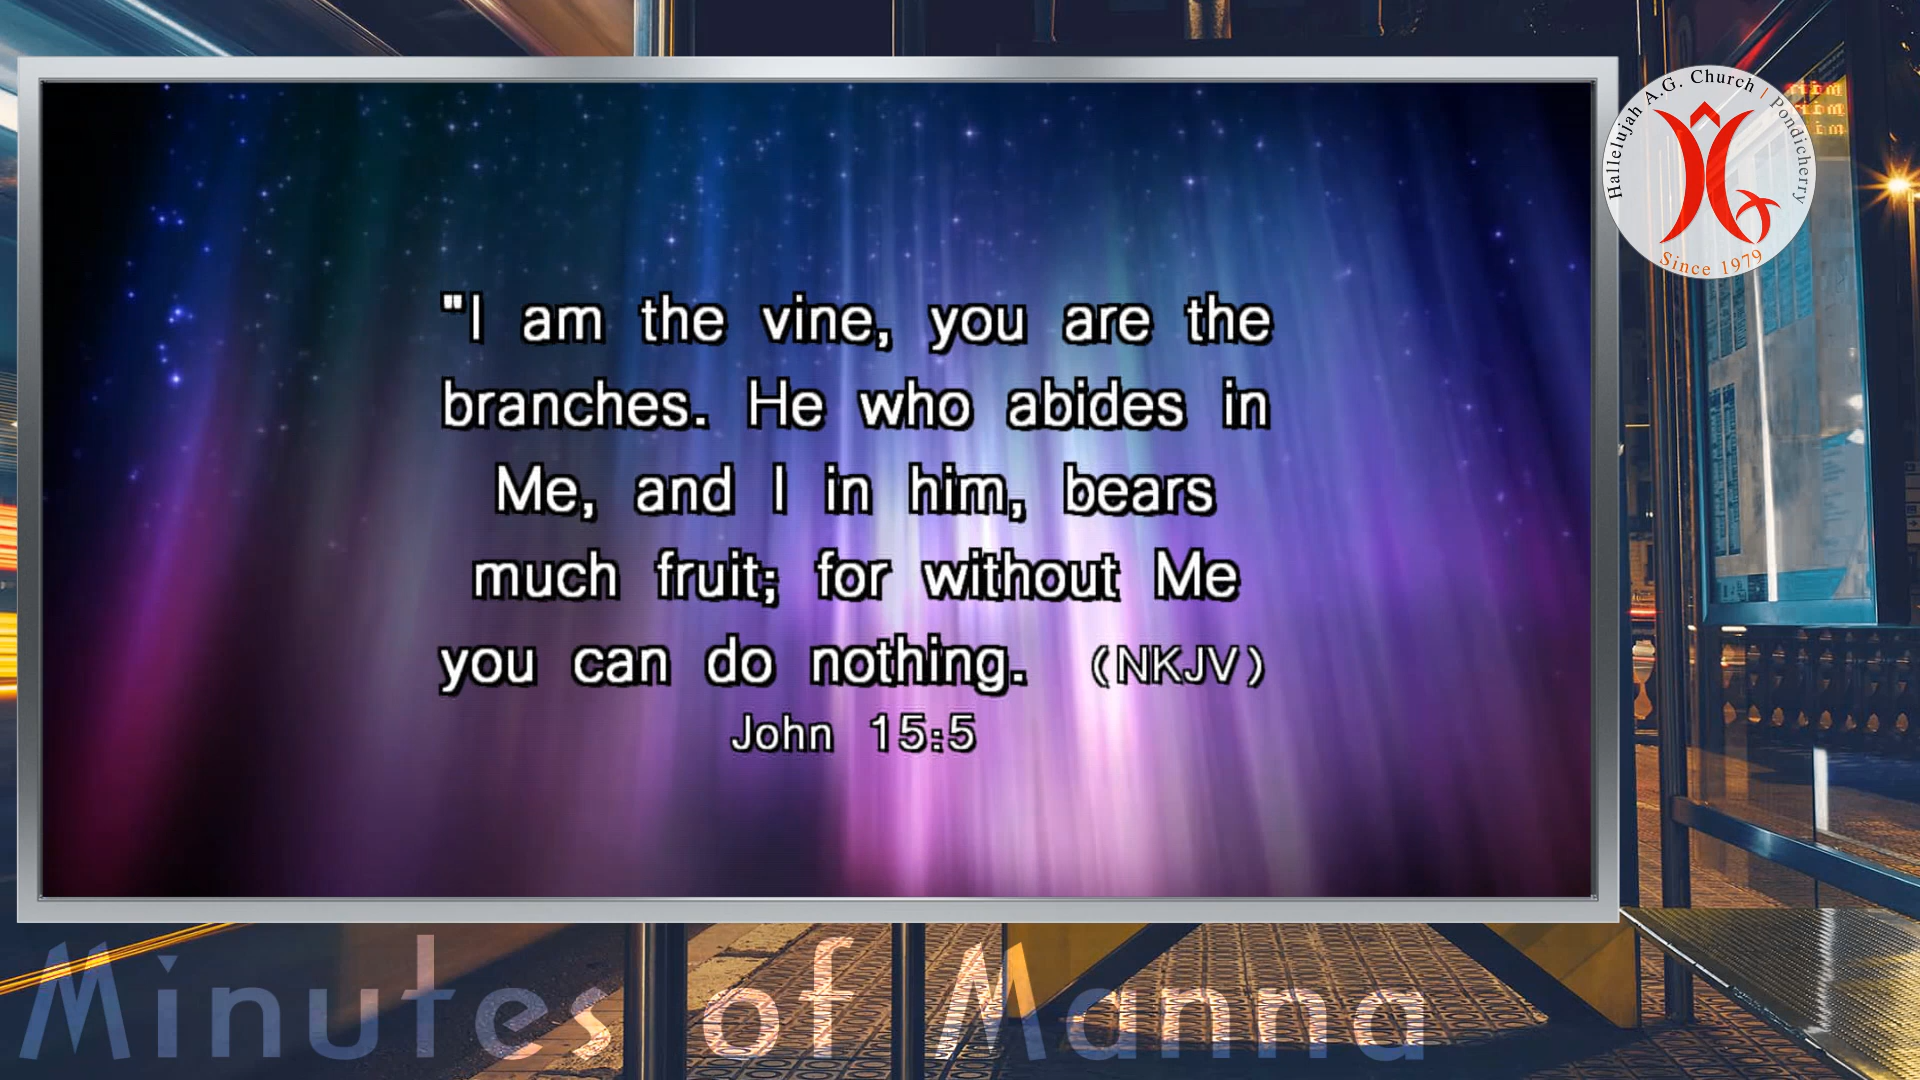 "I am the vine, you are the
branches. He who abides in
Me, and I in him, bears
much fruit; for without Me
you can do nothing. (NKJV)
John 15:5
Hallelujah A.G. Church | Pondicherry
Since 1979
Minutes of Manna